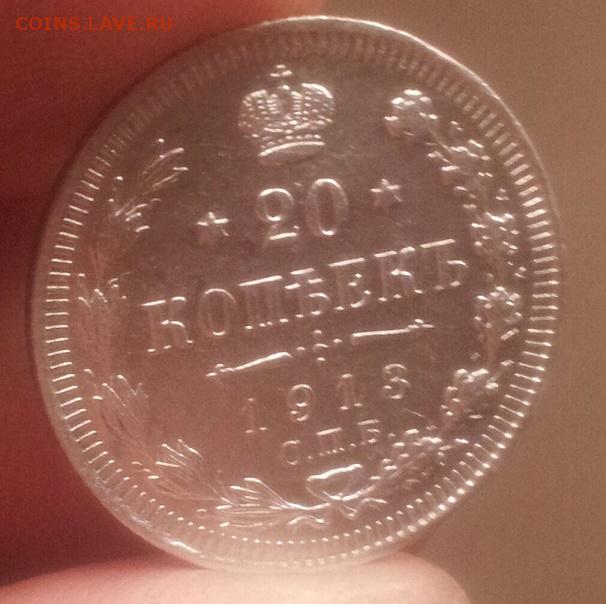 COINS.LAVE.RU
★ 20 ★
КОПѢЕКЪ
1913
С.П.Б.